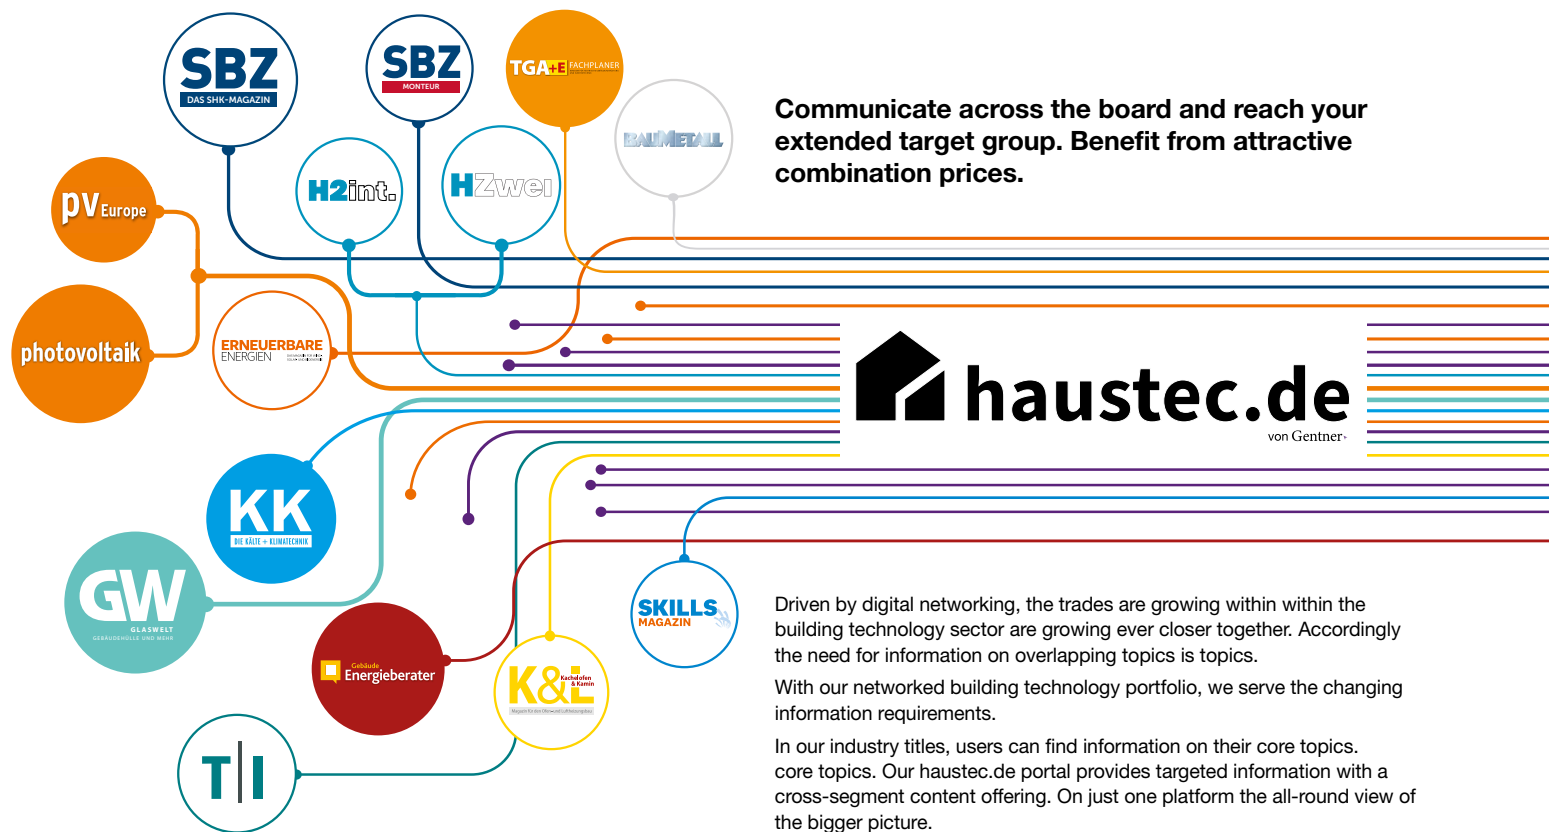 SBZ
DAS SHK-MAGAZIN
SBZ
MONTEUR
TGA+E FACHPLANER
BAUMETALL
Communicate across the board and reach your
extended target group. Benefit from attractive
combination prices.
H2int.
HZwei
pv Europe
photovoltaik
ERNEUERBARE
ENERGIEN
haustec.de
von Gentner
KK
DIE KÄLTE + KLIMATECHNIK
GW
GLASWELT
GEBÄUDEHÜLLE UND MEHR
Gebäude
Energieberater
K&L
Kachelofen
& Kamin
Magazin für den Ofen- und Luftheizungsbau
SKILLS
MAGAZIN
T|I
Driven by digital networking, the trades are growing within within the
building technology sector are growing ever closer together. Accordingly
the need for information on overlapping topics is topics.
With our networked building technology portfolio, we serve the changing
information requirements.
In our industry titles, users can find information on their core topics.
core topics. Our haustec.de portal provides targeted information with a
cross-segment content offering. On just one platform the all-round view of
the bigger picture.